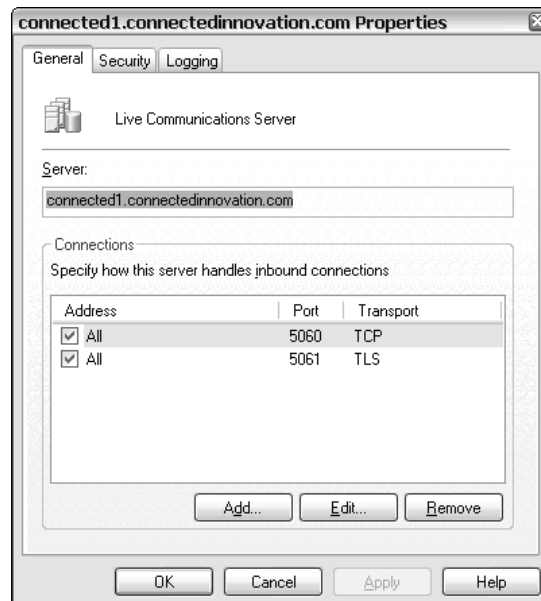 connected1.connectedinnovation.com Properties
General Security Logging
Live Communications Server
Server:
connected1.connectedinnovation.com
Connections
Specify how this server handles inbound connections
Address Port Transport
All 5060 TCP
All 5061 TLS
Add... Edit... Remove
OK Cancel Apply Help